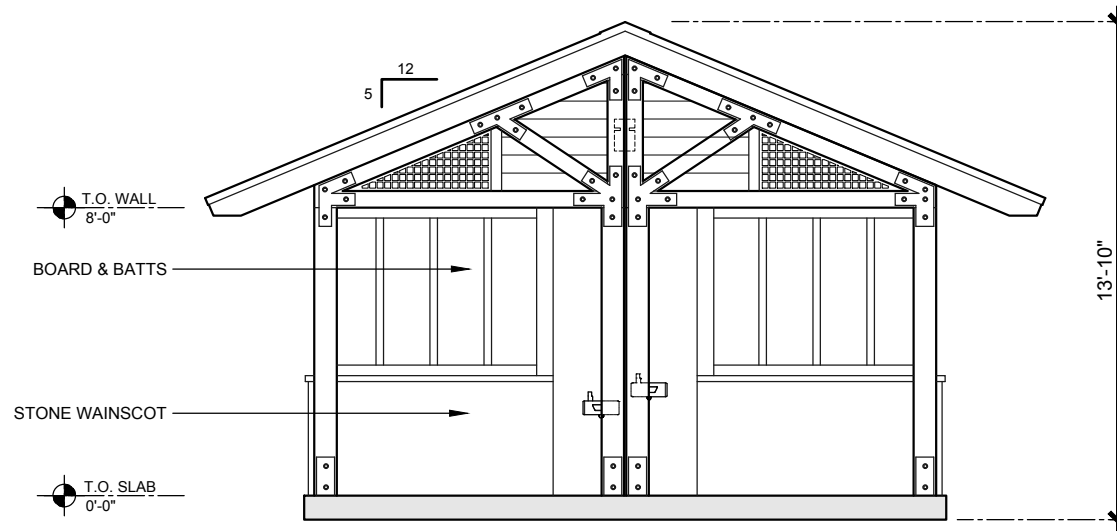 12
5
T.O. WALL
8'-0"
BOARD & BATTS
13'-10"
STONE WAINSCOT
T.O. SLAB
0'-0"